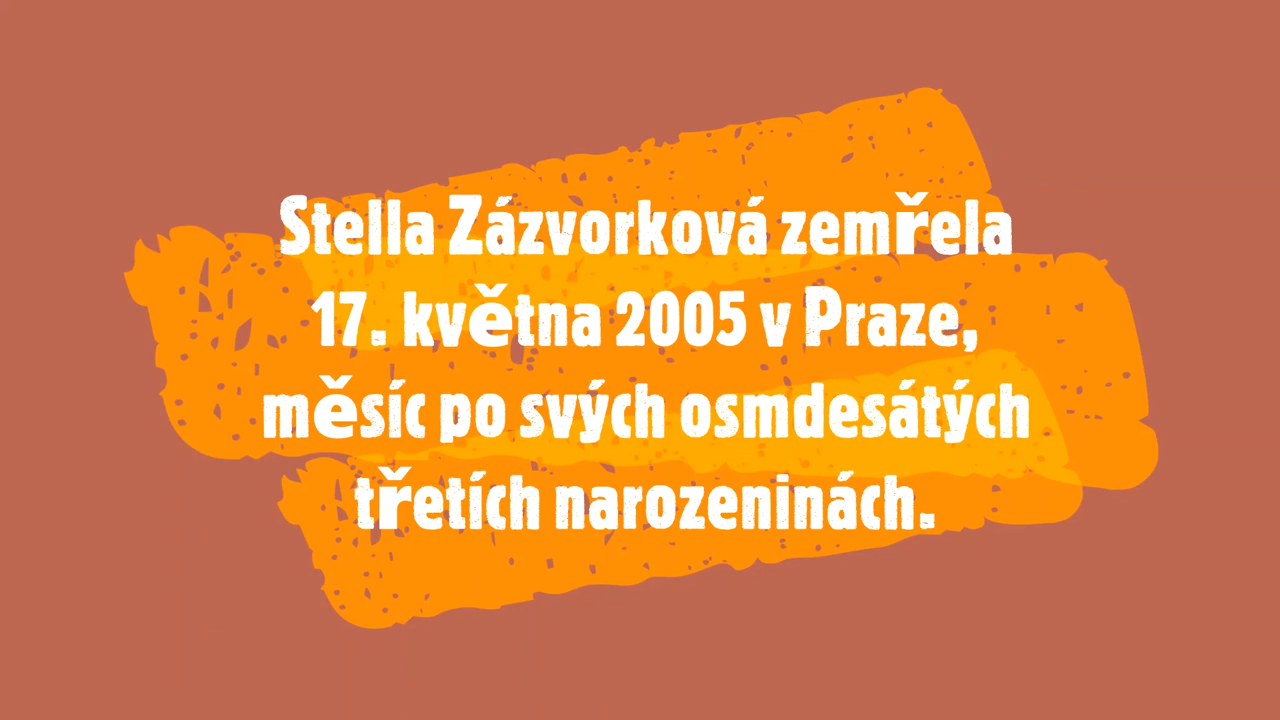 Stella Zázvorková zemřela
17. května 2005 v Praze,
měsíc po svých osmdesátých
třetích narozeninách.